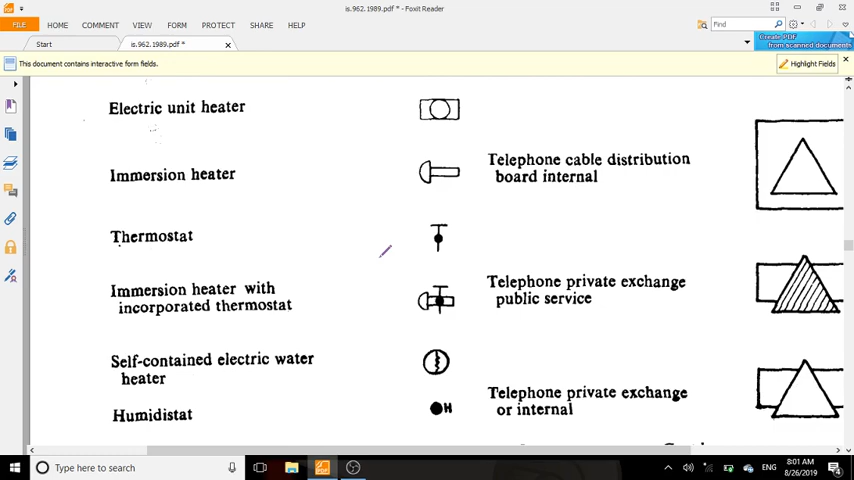 is.962.1989.pdf * - Foxit Reader
FILE HOME COMMENT VIEW FORM PROTECT SHARE HELP
Find
Start
is.962.1989.pdf *
Create PDF
from scanned documents
This document contains interactive form fields.
Highlight Fields
Electric unit heater
Immersion heater
Thermostat
Immersion heater with
incorporated thermostat
Self-contained electric water
heater
Humidistat
H
Telephone cable distribution
board internal
Telephone private exchange
public service
Telephone private exchange
or internal
Type here to search
ENG
8:01 AM
8/26/2019
4